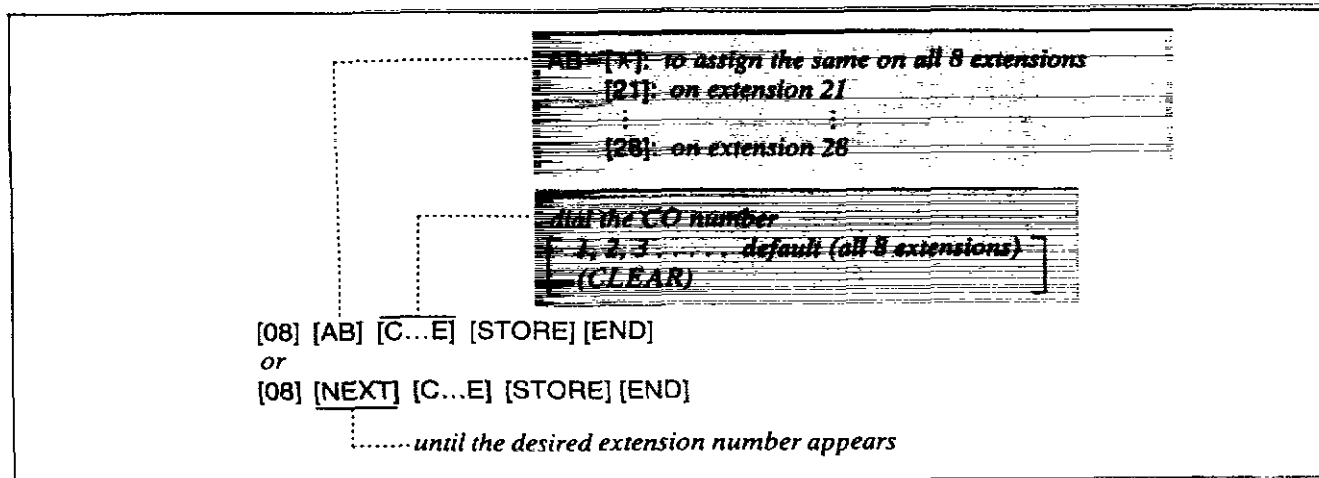 AB=[*]: to assign the same on all 8 extensions
[21]: on extension 21
:  :
[28]: on extension 28
dial the CO number
1, 2, 3 . . . . . default (all 8 extensions)
(CLEAR)
[08] [AB] [C...E] [STORE] [END]
or
[08] [NEXT] [C...E] [STORE] [END]
until the desired extension number appears